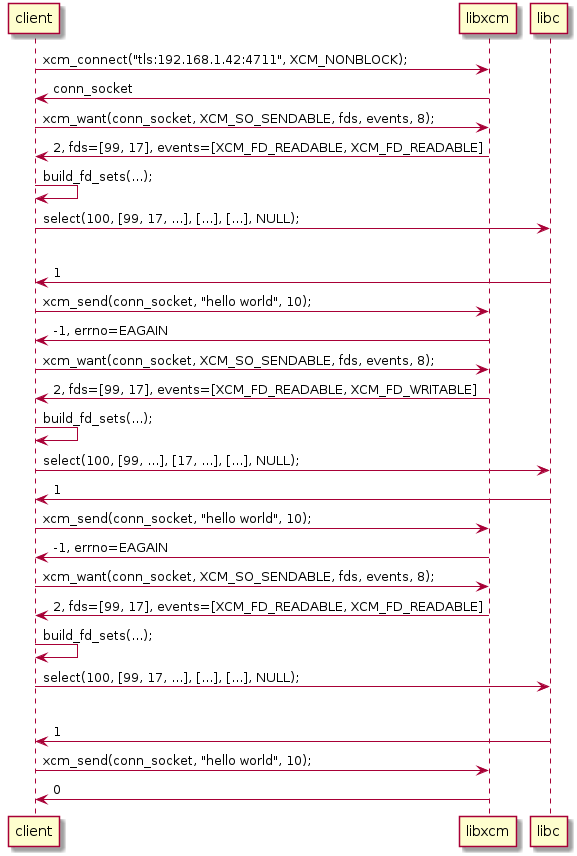 client libxcm libc
xcm_connect("tls:192.168.1.42:4711", XCM_NONBLOCK);
conn_socket
xcm_want(conn_socket, XCM_SO_SENDABLE, fds, events, 8);
2, fds=[99, 17], events=[XCM_FD_READABLE, XCM_FD_READABLE]
build_fd_sets(...);
select(100, [99, 17, ...], [...], [...], NULL);
1
xcm_send(conn_socket, "hello world", 10);
-1, errno=EAGAIN
xcm_want(conn_socket, XCM_SO_SENDABLE, fds, events, 8);
2, fds=[99, 17], events=[XCM_FD_READABLE, XCM_FD_WRITABLE]
build_fd_sets(...);
select(100, [99, ...], [17, ...], [...], NULL);
1
xcm_send(conn_socket, "hello world", 10);
-1, errno=EAGAIN
xcm_want(conn_socket, XCM_SO_SENDABLE, fds, events, 8);
2, fds=[99, 17], events=[XCM_FD_READABLE, XCM_FD_READABLE]
build_fd_sets(...);
select(100, [99, 17, ...], [...], [...], NULL);
1
xcm_send(conn_socket, "hello world", 10);
0
client libxcm libc